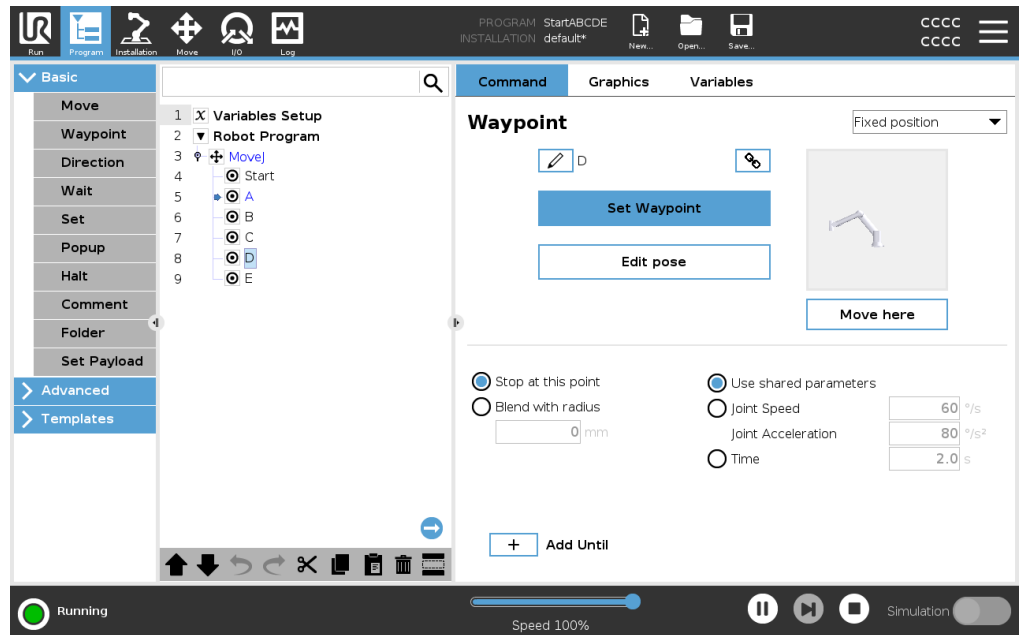 PROGRAM StartABCDE
INSTALLATION default*
CCCC
CCCC
Run Program Installation Move I/O Log New... Open... Save...
Basic
Move
Waypoint
Direction
Wait
Set
Popup
Halt
Comment
Folder
Set Payload
Advanced
Templates
1 X Variables Setup
2 Robot Program
3 MoveJ
4 Start
5 A
6 B
7 C
8 D
9 E
Command Graphics Variables
Waypoint
Fixed position
D
Set Waypoint
Edit pose
Move here
Stop at this point
Blend with radius
0 mm
Use shared parameters
Joint Speed 60 °/s
Joint Acceleration 80 °/s²
Time 2.0 s
+ Add Until
Running
Speed 100%
Simulation